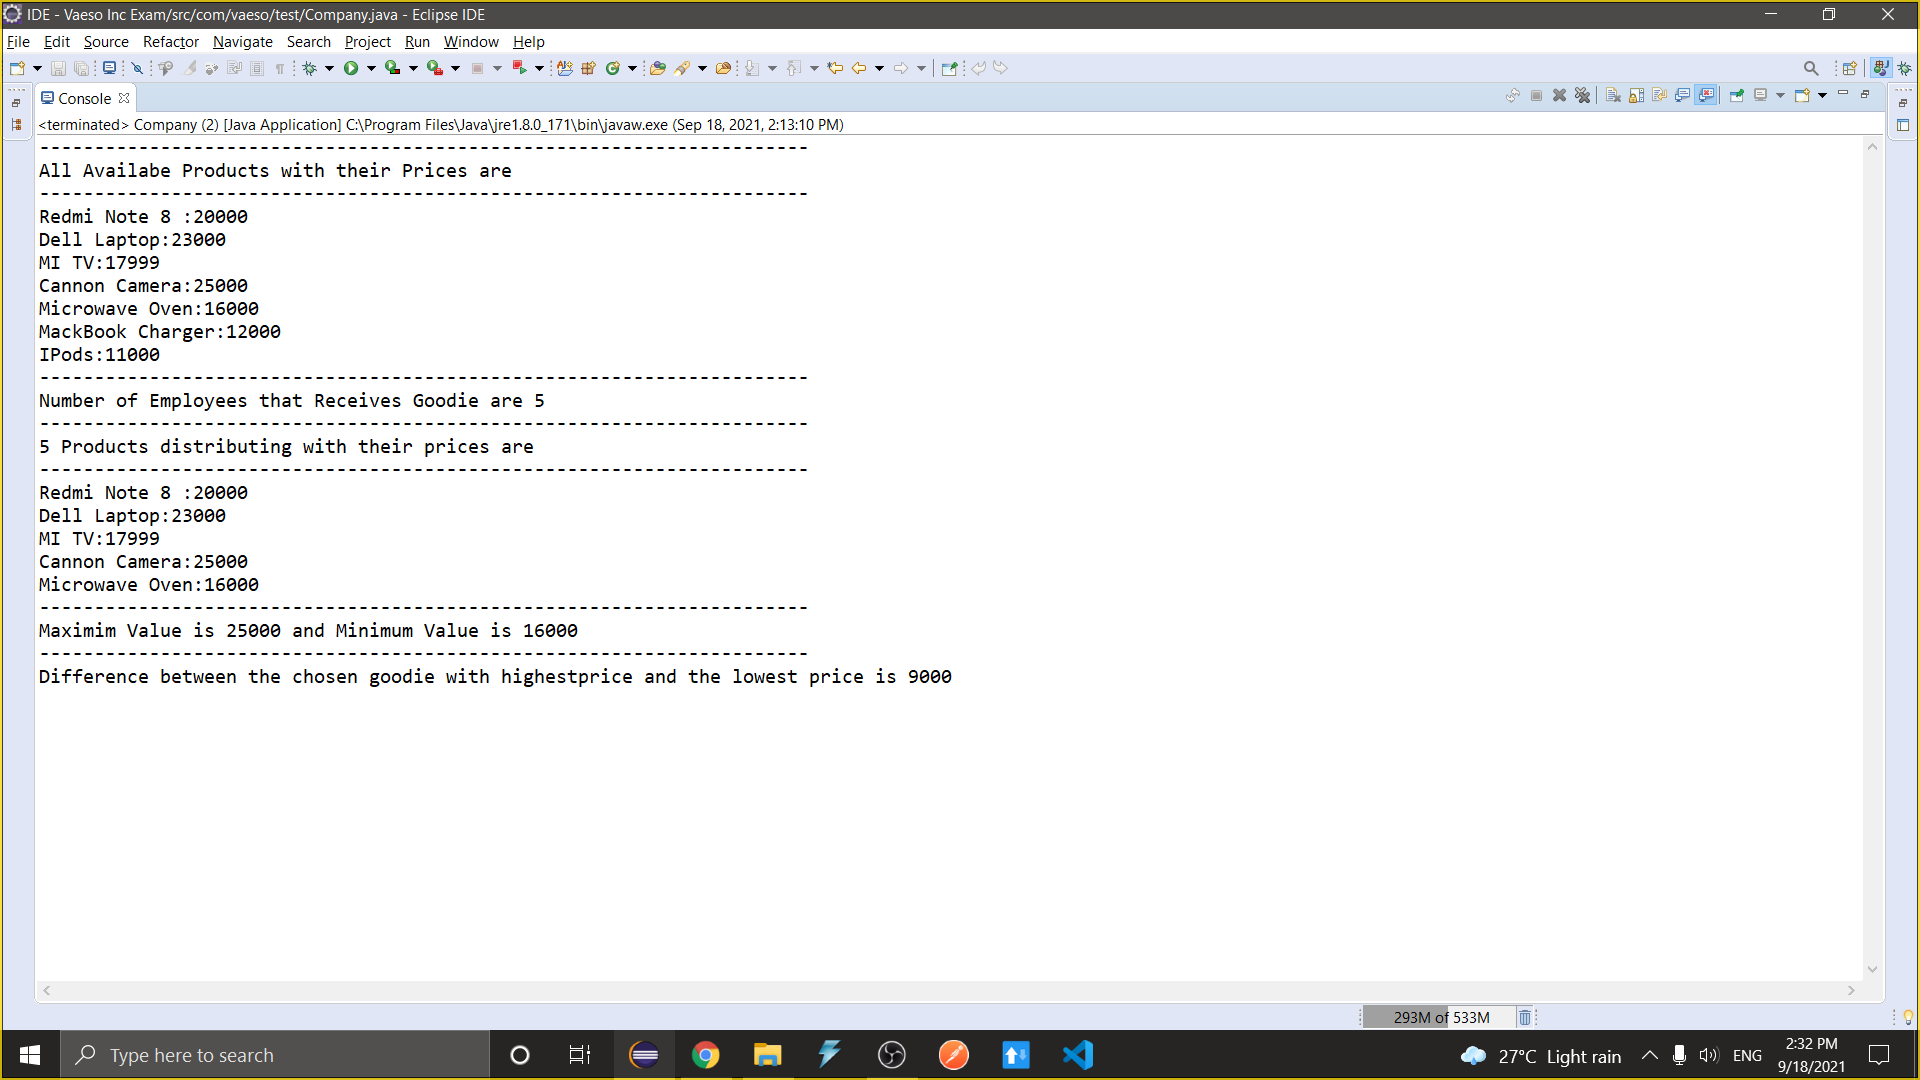 IDE - Vaeso Inc Exam/src/com/vaeso/test/Company.java - Eclipse IDE
File Edit Source Refactor Navigate Search Project Run Window Help
Console
<terminated> Company (2) [Java Application] C:\Program Files\Java\jre1.8.0_171\bin\javaw.exe (Sep 18, 2021, 2:13:10 PM)
----------------------------------------------------------------------
All Availabe Products with their Prices are
----------------------------------------------------------------------
Redmi Note 8 :20000
Dell Laptop:23000
MI TV:17999
Cannon Camera:25000
Microwave Oven:16000
MackBook Charger:12000
IPods:11000
----------------------------------------------------------------------
Number of Employees that Receives Goodie are 5
----------------------------------------------------------------------
5 Products distributing with their prices are
----------------------------------------------------------------------
Redmi Note 8 :20000
Dell Laptop:23000
MI TV:17999
Cannon Camera:25000
Microwave Oven:16000
----------------------------------------------------------------------
Maximim Value is 25000 and Minimum Value is 16000
----------------------------------------------------------------------
Difference between the chosen goodie with highestprice and the lowest price is 9000
293M of 533M
Type here to search
27°C Light rain
ENG
2:32 PM
9/18/2021